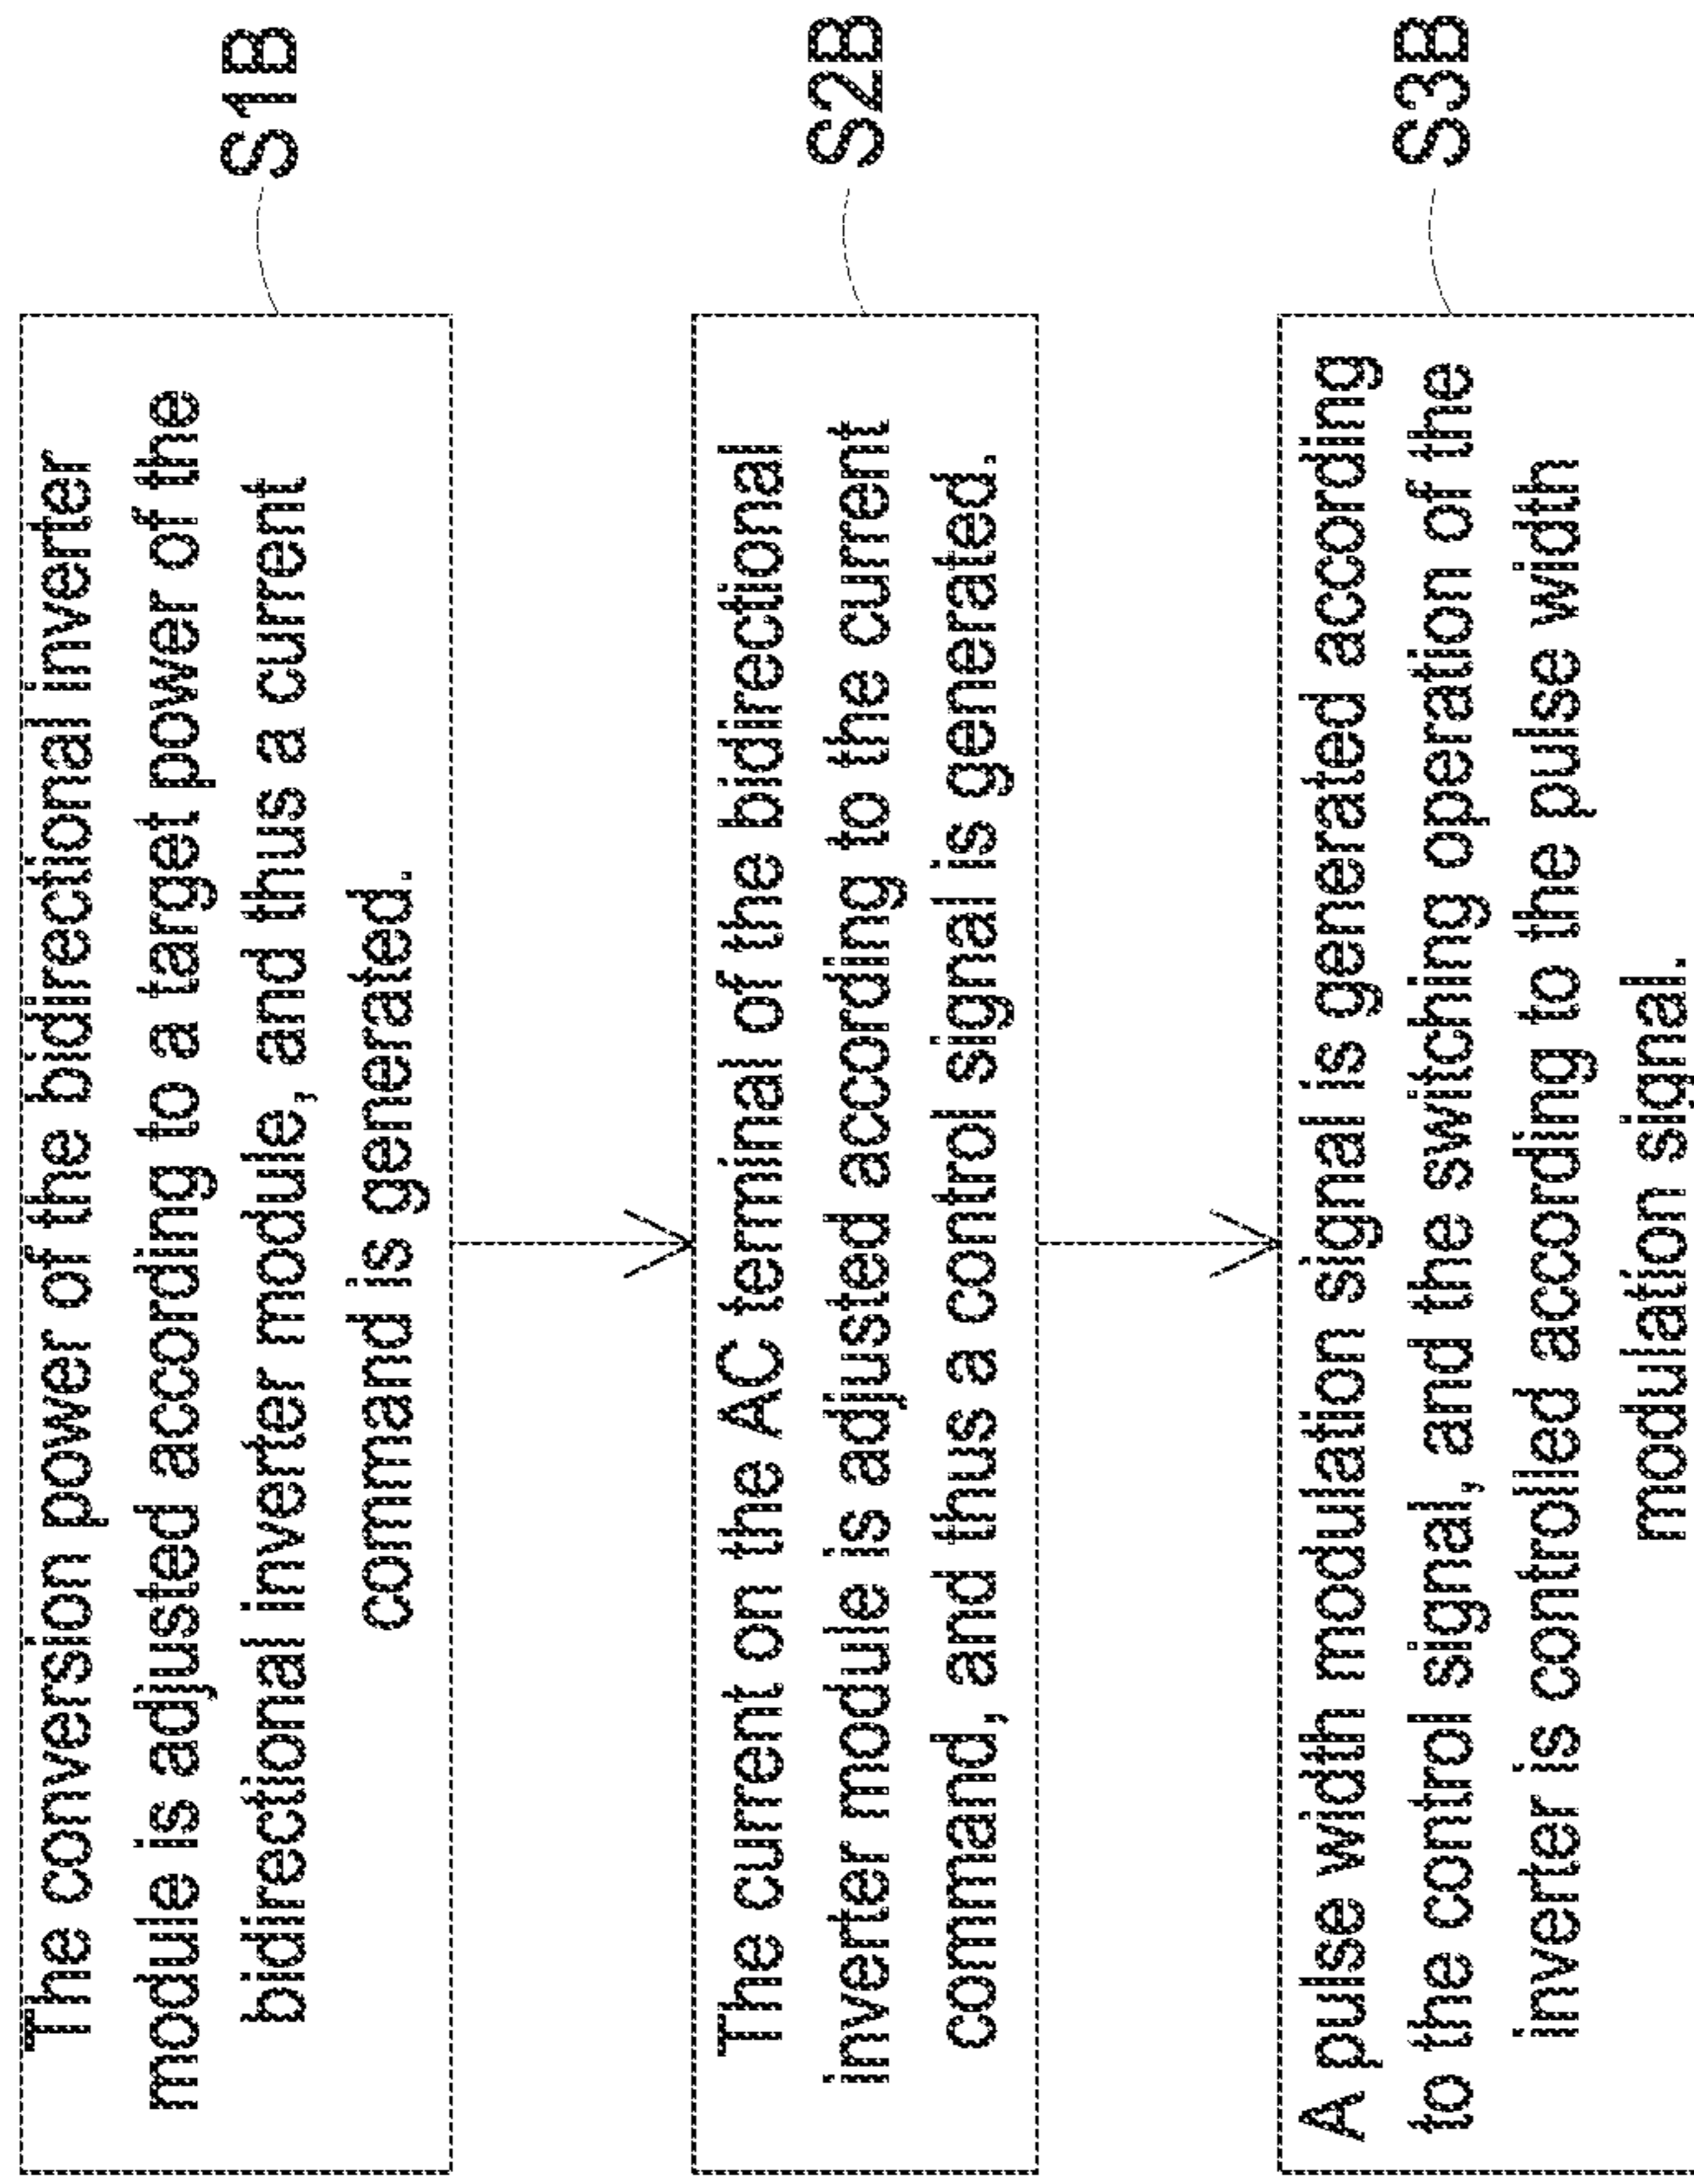 The conversion power of the bidirectional inverter
module is adjusted according to a target power of the
bidirectional inverter module, and thus a current
command is generated.
S1B
The current on the AC terminal of the bidirectional
inverter module is adjusted according to the current
command, and thus a control signal is generated.
S2B
A pulse width modulation signal is generated according
to the control signal, and the switching operation of the
inverter is controlled according to the pulse width
modulation signal.
S3B